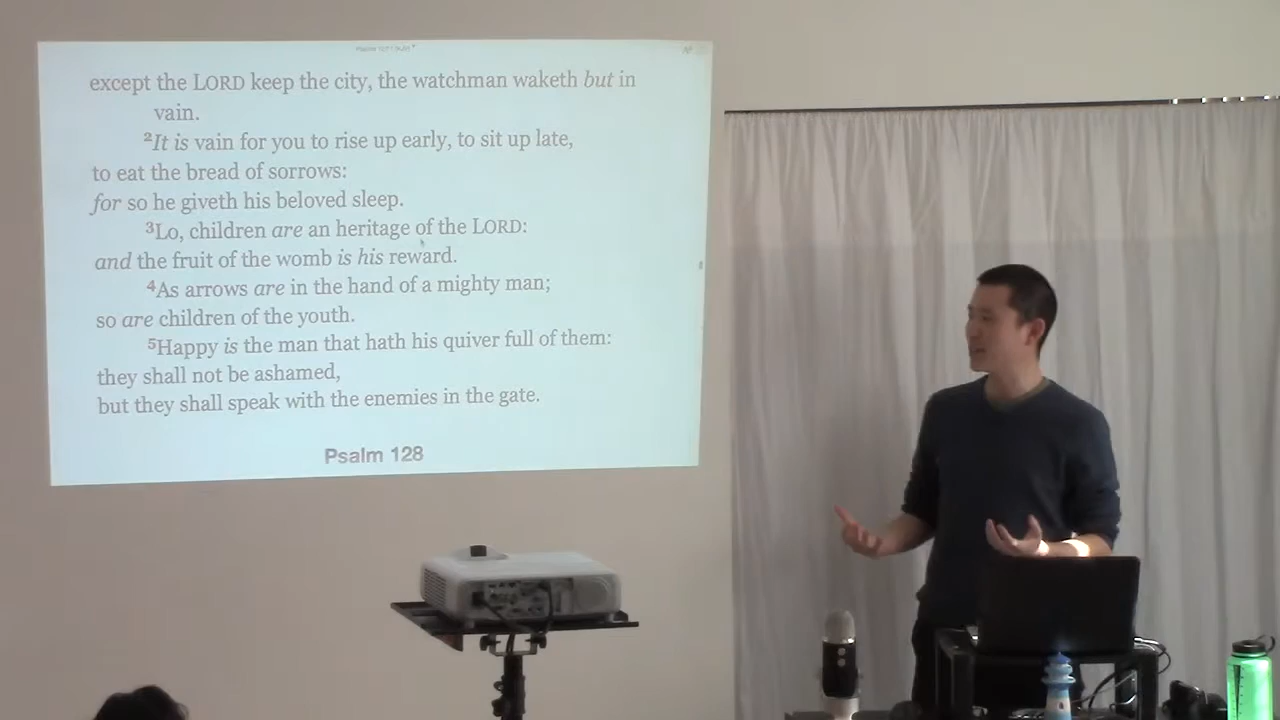 except the LORD keep the city, the watchman waketh but in
vain.
2It is vain for you to rise up early, to sit up late,
to eat the bread of sorrows:
for so he giveth his beloved sleep.
3Lo, children are an heritage of the LORD:
and the fruit of the womb is his reward.
4As arrows are in the hand of a mighty man;
so are children of the youth.
5Happy is the man that hath his quiver full of them:
they shall not be ashamed,
but they shall speak with the enemies in the gate.
Psalm 128